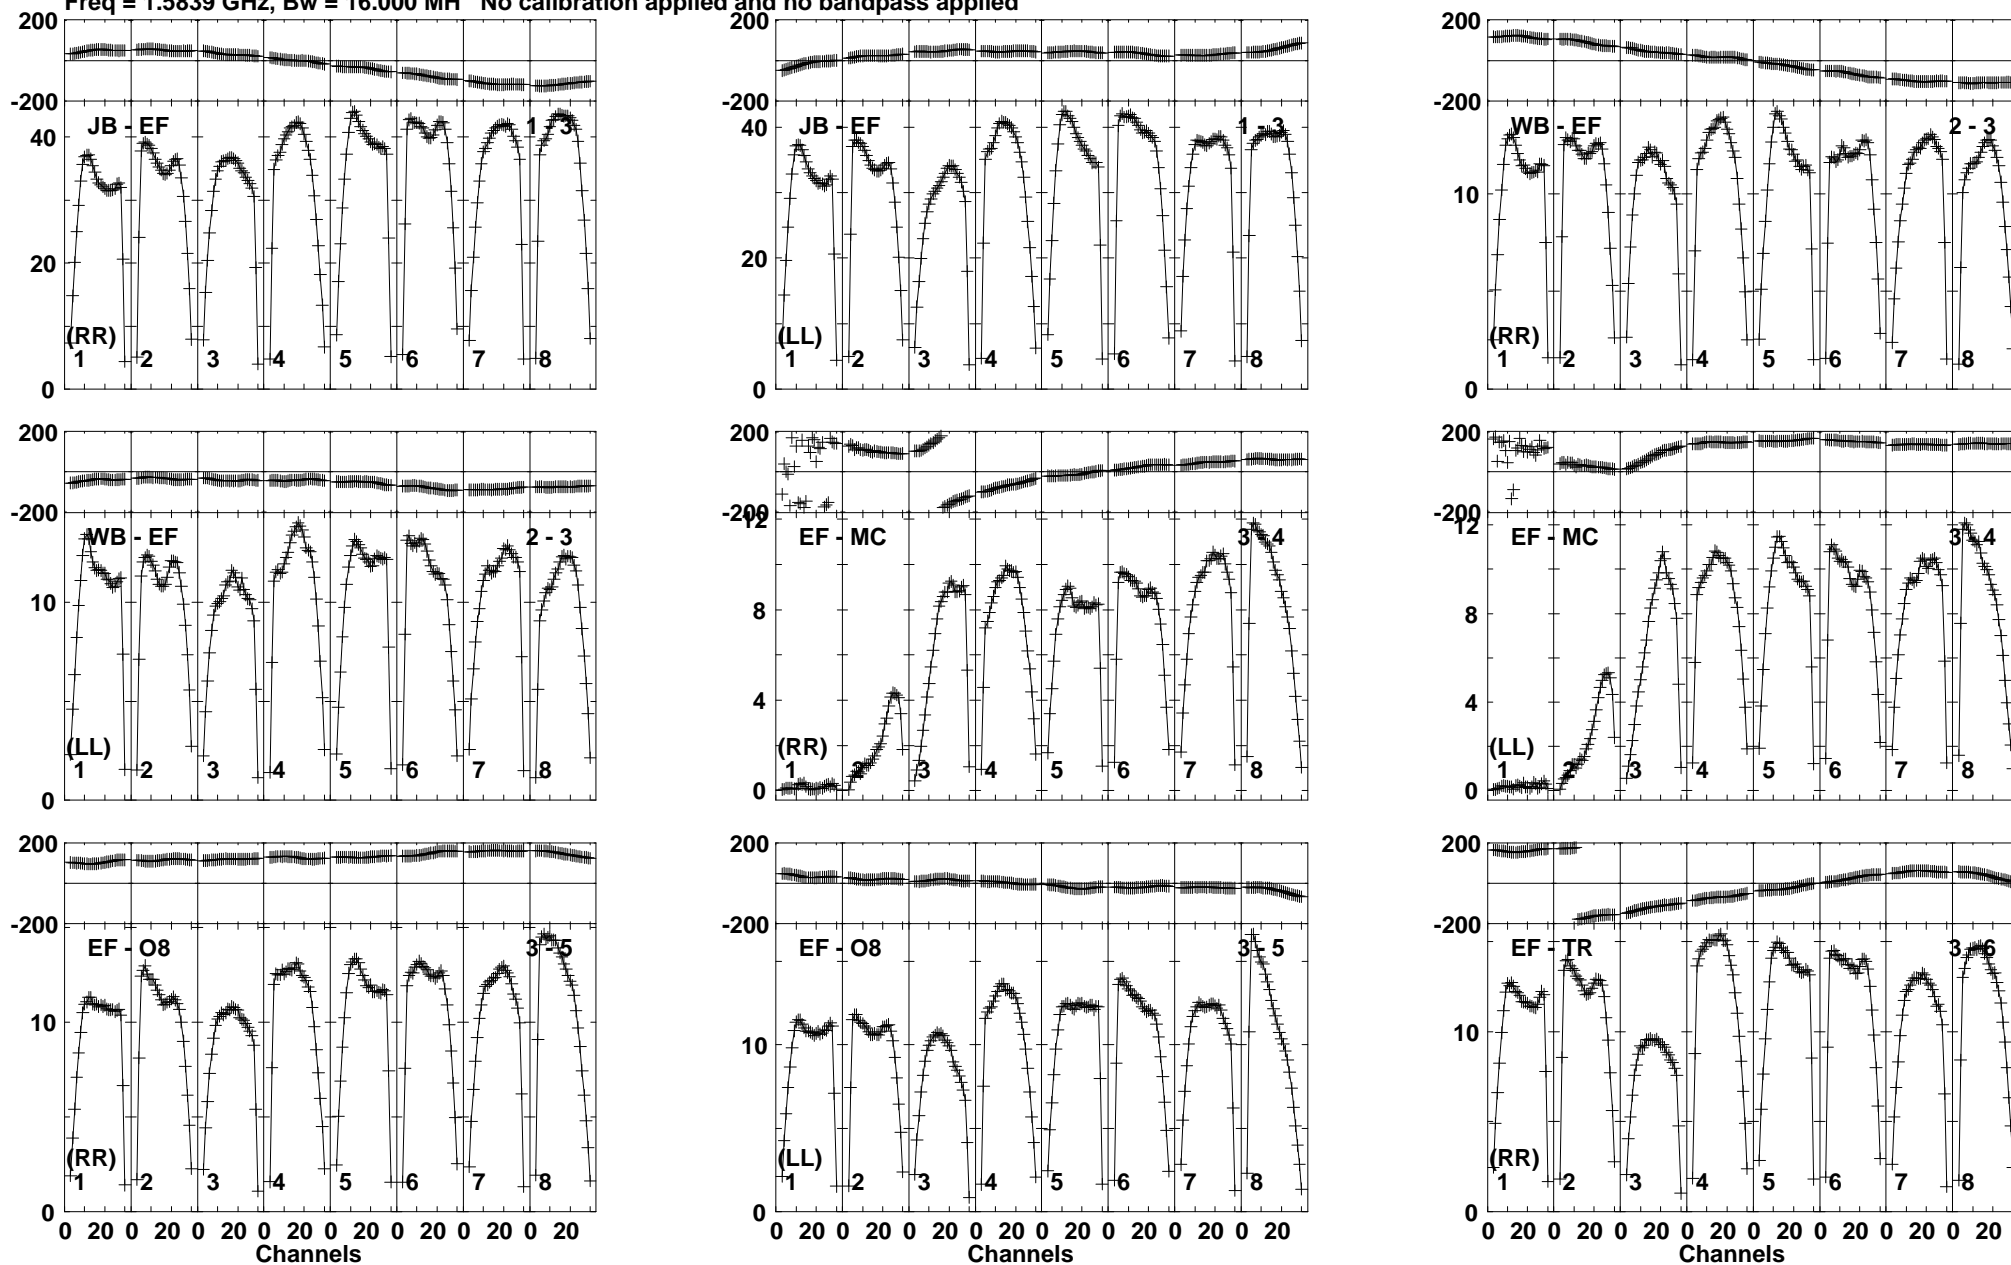 Freq = 1.5839 GHz, Bw = 16.000 MH No calibration applied and no bandpass applied
200 200 200
-200 -200 -200
JB - EF 1 - 3 JB - EF 1 - 3 WB - EF 2 - 3
40 40
10
20 20
(RR) (LL) (RR)
1 2 3 4 5 6 7 8 1 2 3 4 5 6 7 8 1 2 3 4 5 6 7 8
0 0 0
200 200 200
-200 -200 -200
12 12
WB - EF 2 - 3 EF - MC 3 - 4 EF - MC 3 - 4
10 8 8
4 4
(LL) (RR) (LL)
1 2 3 4 5 6 7 8 1 2 3 4 5 6 7 8 1 2 3 4 5 6 7 8
0 0 0
200 200 200
-200 -200 -200
EF - O8 3 - 5 EF - O8 3 - 5 EF - TR 3 - 6
10 10 10
(RR) (LL) (RR)
1 2 3 4 5 6 7 8 1 2 3 4 5 6 7 8 1 2 3 4 5 6 7 8
0 0 0
0 20 0 20 0 20 0 20 0 20 0 20 0 20 0 20 0 20 0 20 0 20 0 20 0 20 0 20 0 20 0 20 0 20 0 20 0 20 0 20 0 20 0 20 0 20 0 20
Channels Channels Channels